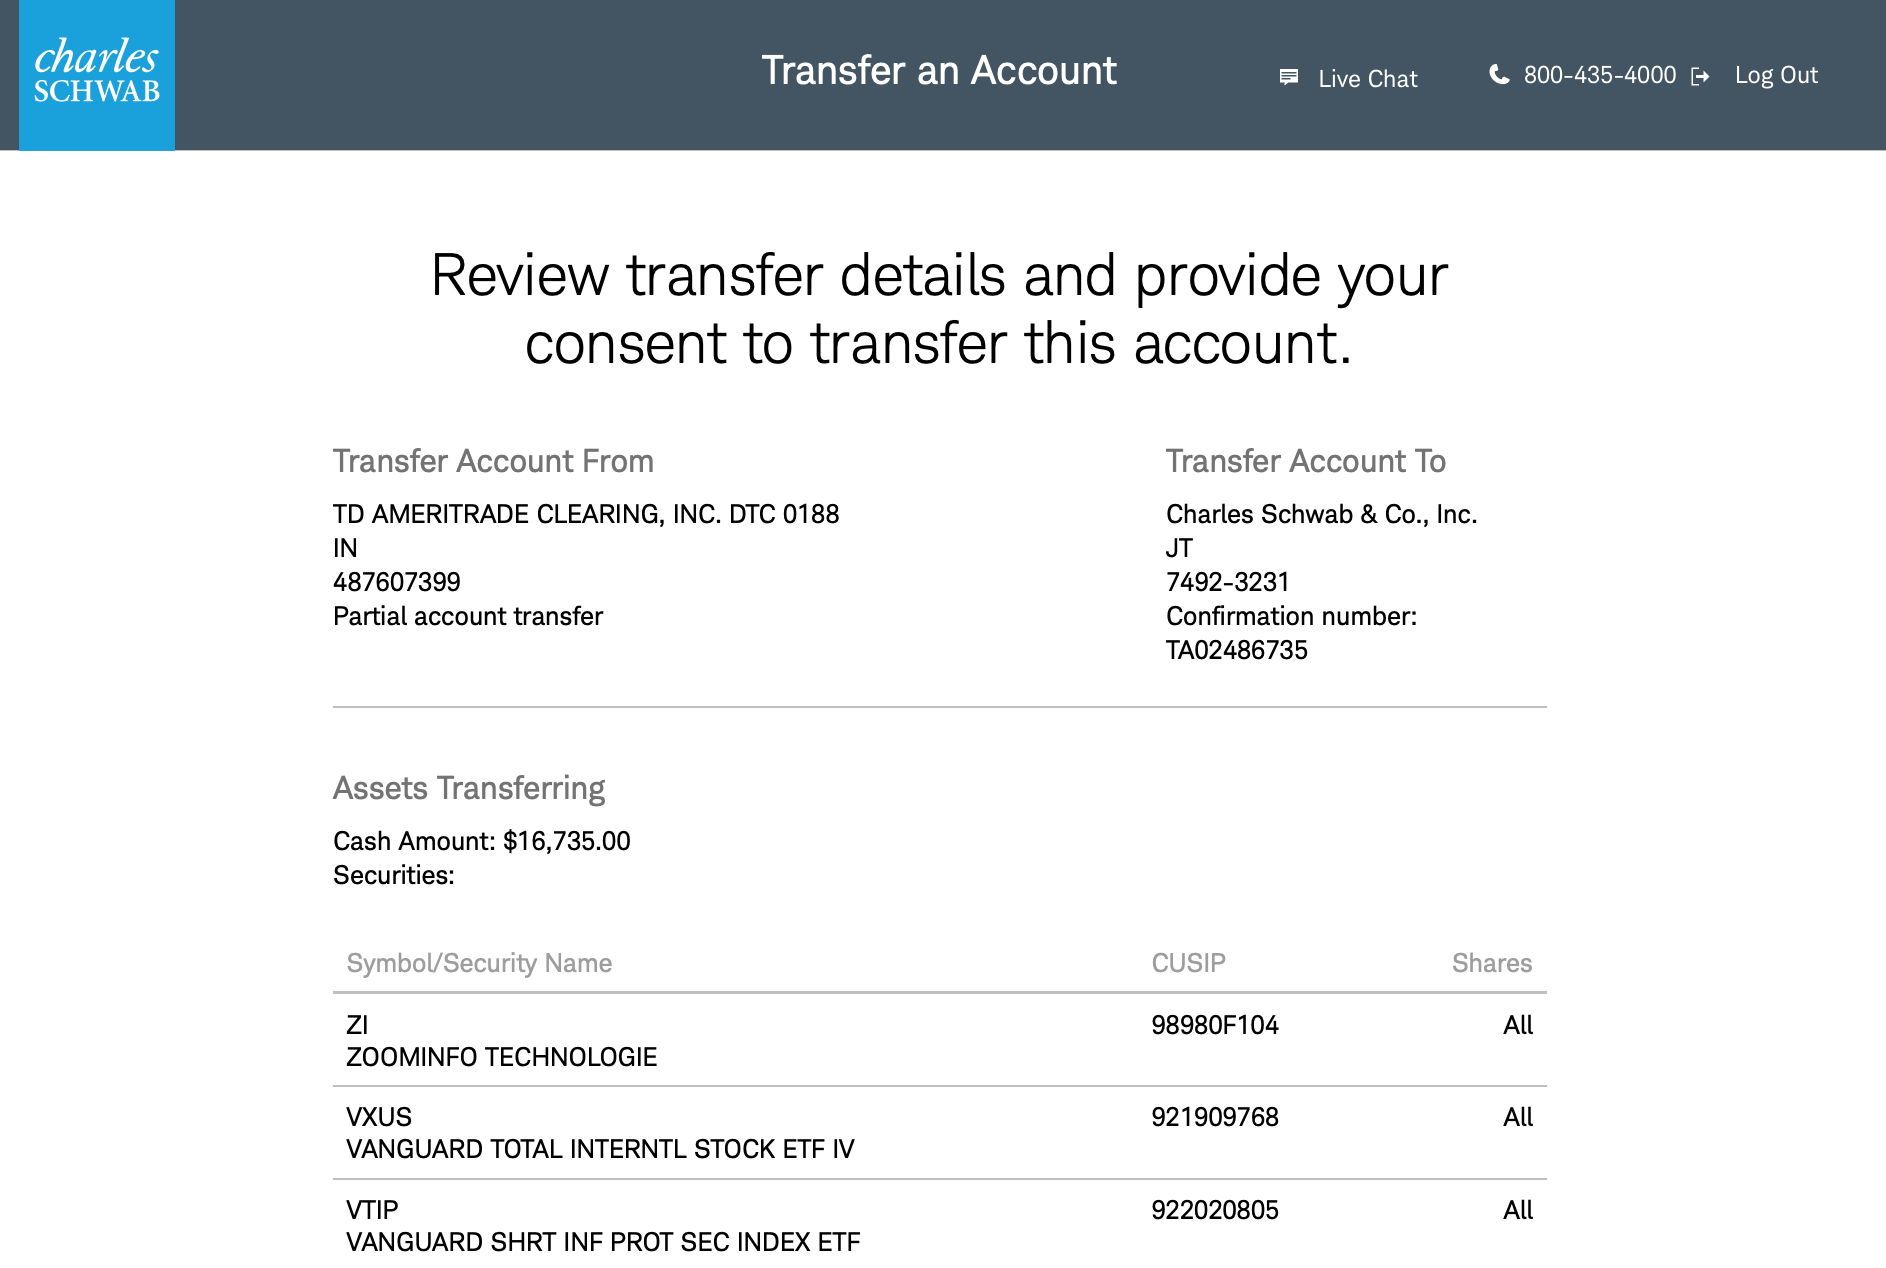 charles
SCHWAB
Transfer an Account
Live Chat
800-435-4000
Log Out
Review transfer details and provide your
consent to transfer this account.
Transfer Account From
TD AMERITRADE CLEARING, INC. DTC 0188
IN
487607399
Partial account transfer
Transfer Account To
Charles Schwab & Co., Inc.
JT
7492-3231
Confirmation number:
TA02486735
Assets Transferring
Cash Amount: $16,735.00
Securities:
Symbol/Security Name CUSIP Shares
ZI 98980F104 All
ZOOMINFO TECHNOLOGIE
VXUS 921909768 All
VANGUARD TOTAL INTERNTL STOCK ETF IV
VTIP 922020805 All
VANGUARD SHRT INF PROT SEC INDEX ETF